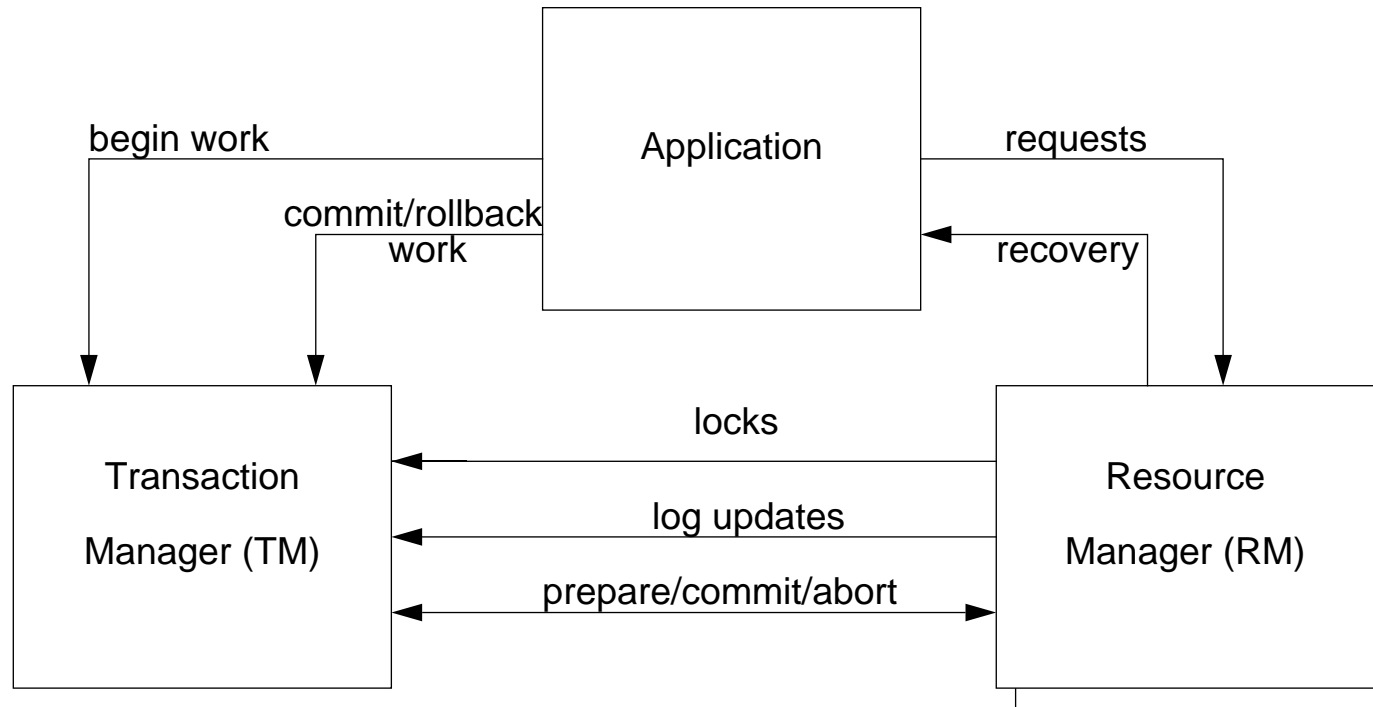 begin work
Application
requests
commit/rollback
work
recovery
locks
Transaction
Manager (TM)
Resource
Manager (RM)
log updates
prepare/commit/abort